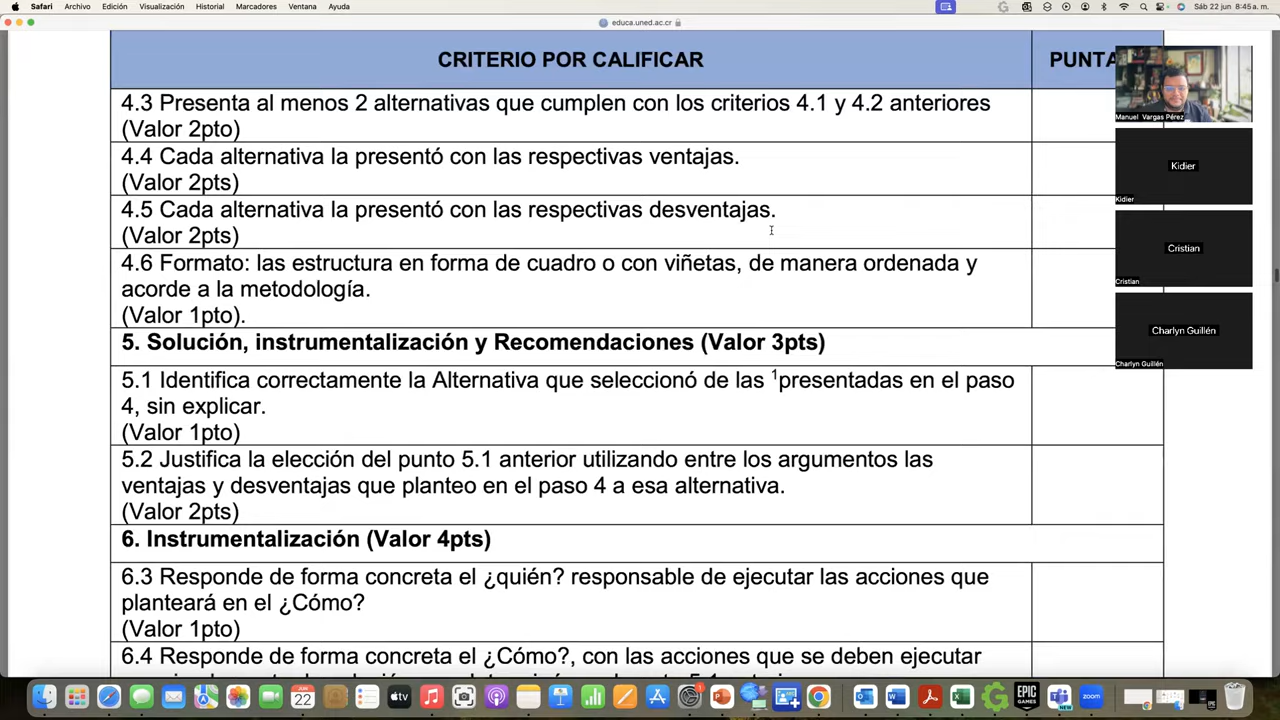 Safari Archivo Edición Visualización Historial Marcadores Ventana Ayuda Sáb 22 jun 8:45 a. m.
educa.uned.ac.cr
CRITERIO POR CALIFICAR PUNTA
4.3 Presenta al menos 2 alternativas que cumplen con los criterios 4.1 y 4.2 anteriores
(Valor 2pto)
4.4 Cada alternativa la presentó con las respectivas ventajas.
(Valor 2pts)
4.5 Cada alternativa la presentó con las respectivas desventajas.
(Valor 2pts)
4.6 Formato: las estructura en forma de cuadro o con viñetas, de manera ordenada y
acorde a la metodología.
(Valor 1pto).
5. Solución, instrumentalización y Recomendaciones (Valor 3pts)
5.1 Identifica correctamente la Alternativa que seleccionó de las ¹presentadas en el paso
4, sin explicar.
(Valor 1pto)
5.2 Justifica la elección del punto 5.1 anterior utilizando entre los argumentos las
ventajas y desventajas que planteo en el paso 4 a esa alternativa.
(Valor 2pts)
6. Instrumentalización (Valor 4pts)
6.3 Responde de forma concreta el ¿quién? responsable de ejecutar las acciones que
planteará en el ¿Cómo?
(Valor 1pto)
6.4 Responde de forma concreta el ¿Cómo?, con las acciones que se deben ejecutar
Manuel Vargas Pérez
Kidier
Kidier
Cristian
Cristian
Charlyn Guillén
Charlyn Guillén
JUN
22
tv
EPIC
GAMES
NEW
zoom